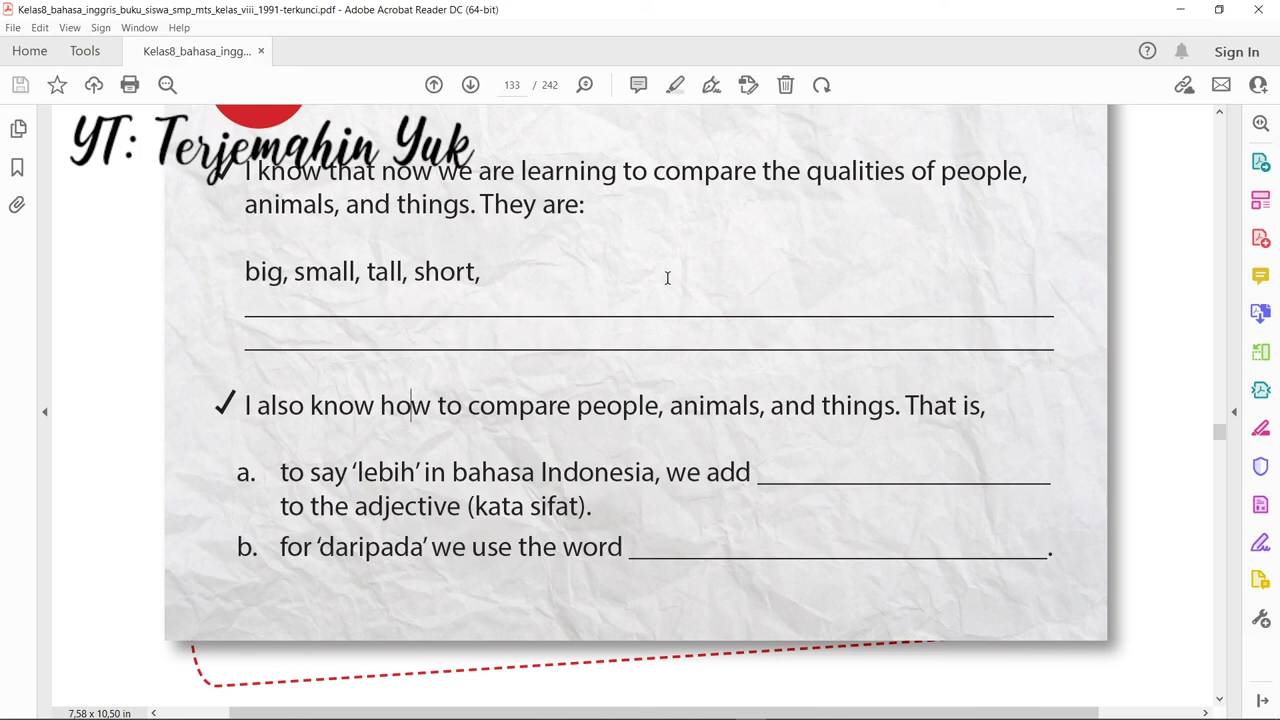 Kelas8_bahasa_inggris_buku_siswa_smp_mts_kelas_viii_1991-terkunci.pdf - Adobe Acrobat Reader DC (64-bit)
File Edit View Sign Window Help
Home Tools Kelas8_bahasa_ingg... × Sign In
133 / 242
YT: Terjemahin Yuk
I know that now we are learning to compare the qualities of people,
animals, and things. They are:
big, small, tall, short,
✓ I also know how to compare people, animals, and things. That is,
a. to say ‘lebih’ in bahasa Indonesia, we add ____________________
to the adjective (kata sifat).
b. for ‘daripada’ we use the word ____________________.
7,58 x 10,50 in